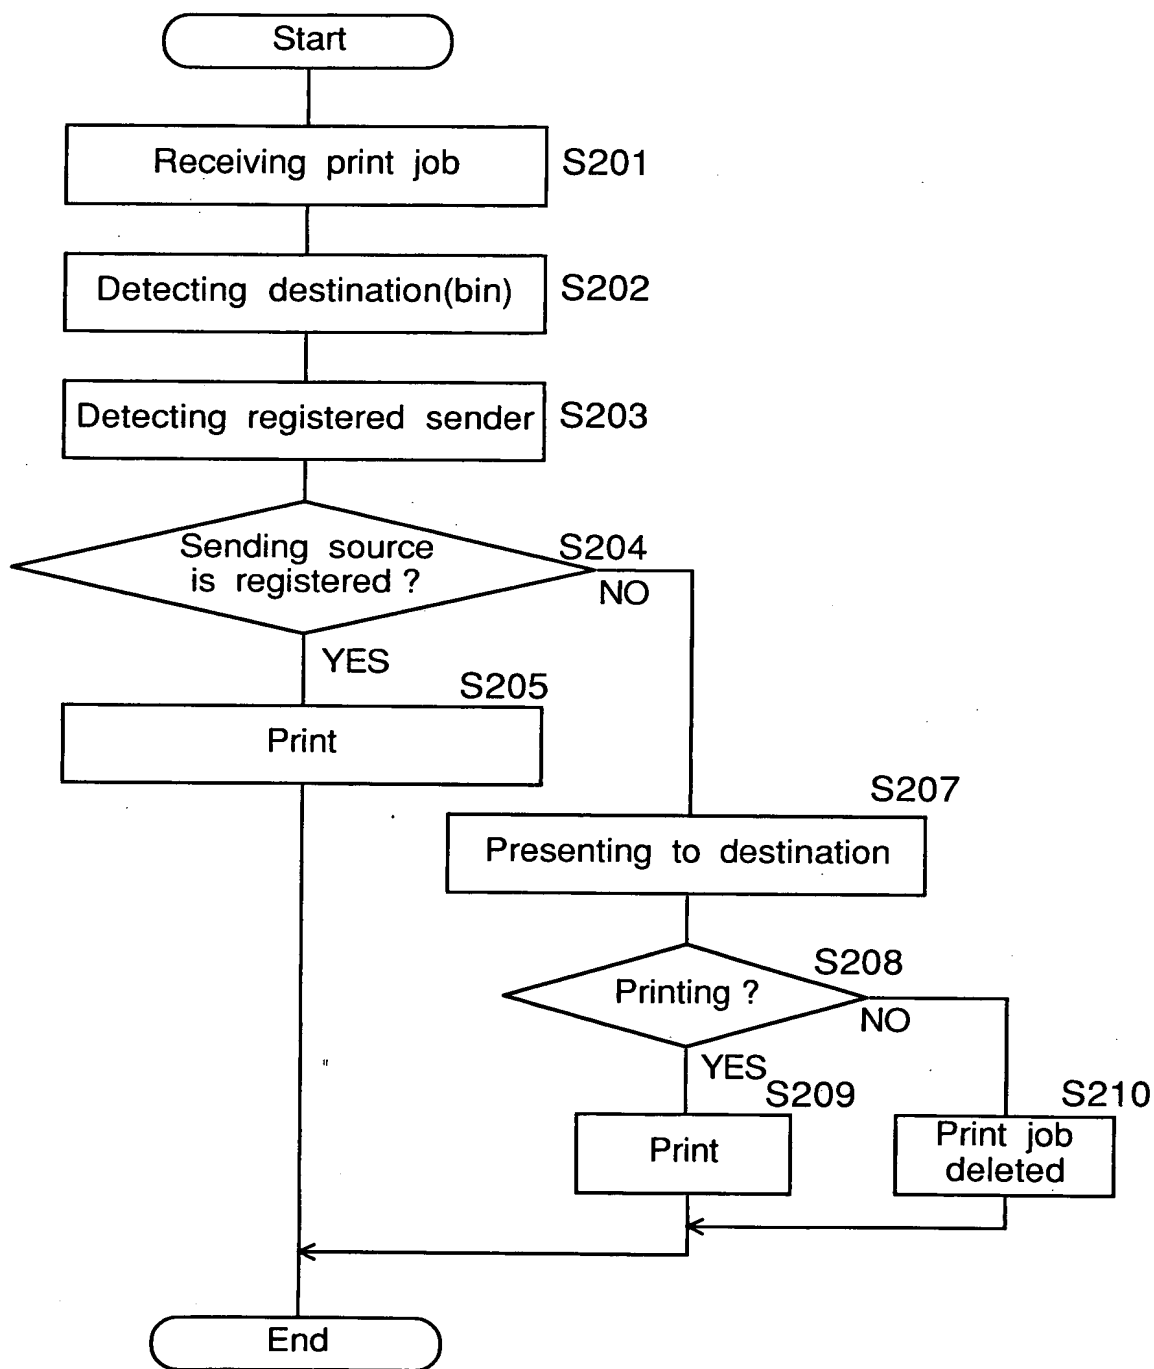 Start
Receiving print job
S201
Detecting destination(bin)
S202
Detecting registered sender
S203
Sending source
is registered ?
S204
NO
YES
S205
Print
S207
Presenting to destination
S208
Printing ?
NO
YES
S209
Print
S210
Print job
deleted
End